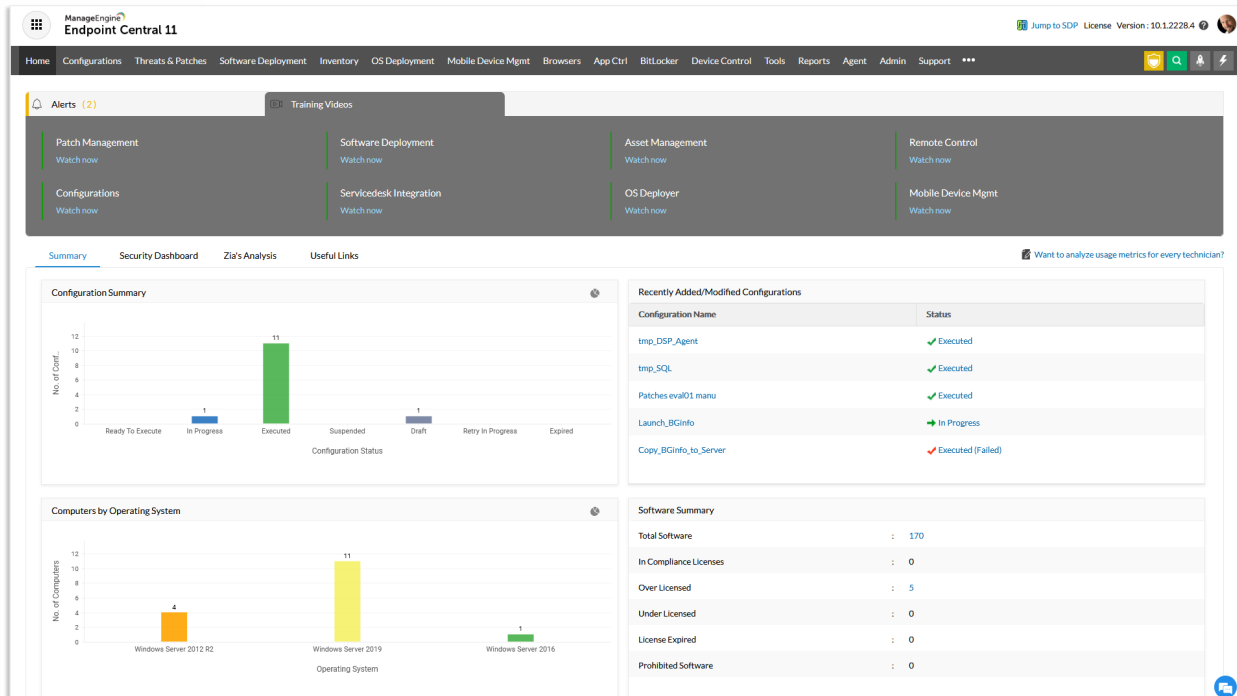 ManageEngine
Endpoint Central 11
Jump to SDP License Version : 10.1.2228.4
Home Configurations Threats & Patches Software Deployment Inventory OS Deployment Mobile Device Mgmt Browsers App Ctrl BitLocker Device Control Tools Reports Agent Admin Support •••
Alerts (2) Training Videos
Patch Management Software Deployment Asset Management Remote Control
Watch now Watch now Watch now Watch now
Configurations Servicedesk Integration OS Deployer Mobile Device Mgmt
Watch now Watch now Watch now Watch now
Summary Security Dashboard Zia's Analysis Useful Links Want to analyze usage metrics for every technician?
Configuration Summary
No. of Conf...
12
10
8
6
4
2
0
1
11
1
Ready To Execute In Progress Executed Suspended Draft Retry In Progress Expired
Configuration Status
Recently Added/Modified Configurations
Configuration Name Status
tmp_DSP_Agent Executed
tmp_SQL Executed
Patches eval01 manu Executed
Launch_BGinfo In Progress
Copy_BGinfo_to_Server Executed (Failed)
Computers by Operating System
No. of Computers
12
10
8
6
4
2
0
4
11
1
Windows Server 2012 R2 Windows Server 2019 Windows Server 2016
Operating System
Software Summary
Total Software : 170
In Compliance Licenses : 0
Over Licensed : 5
Under Licensed : 0
License Expired : 0
Prohibited Software : 0